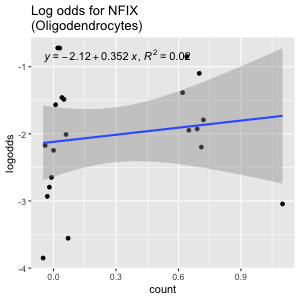 Log odds for NFIX
(Oligodendrocytes)
y = − 2.12 + 0.352 x, R² = 0.02
-1
-2
-3
-4
logodds
0.0 0.3 0.6 0.9
count